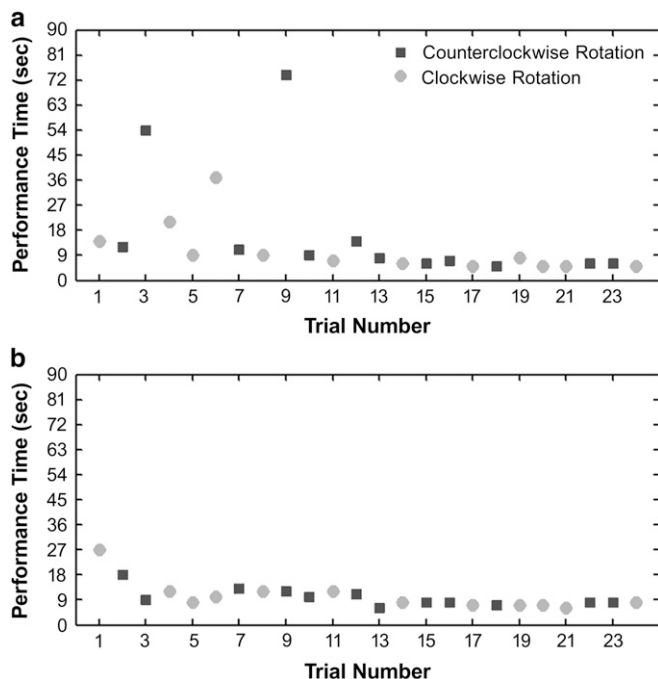 a
90
81
72
63
54
45
36
27
18
9
0
Performance Time (sec)
Counterclockwise Rotation
Clockwise Rotation
1 3 5 7 9 11 13 15 17 19 21 23
Trial Number
b
90
81
72
63
54
45
36
27
18
9
0
Performance Time (sec)
1 3 5 7 9 11 13 15 17 19 21 23
Trial Number